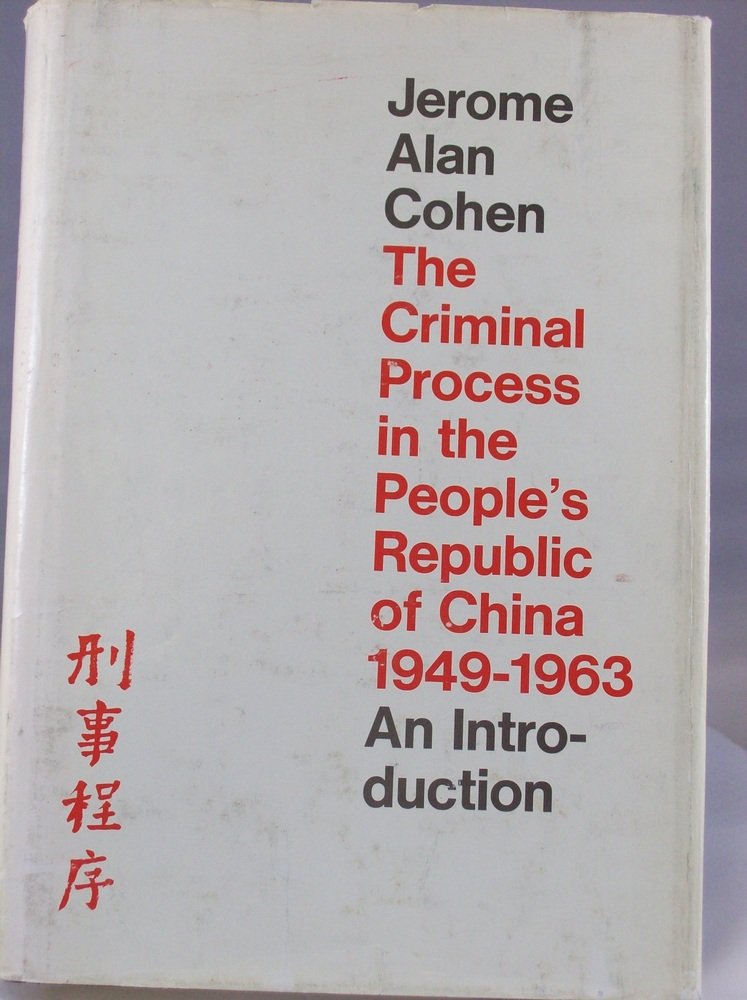 Jerome
Alan
Cohen
The
Criminal
Process
in the
People's
Republic
of China
1949-1963
An Intro-
duction
刑事程序